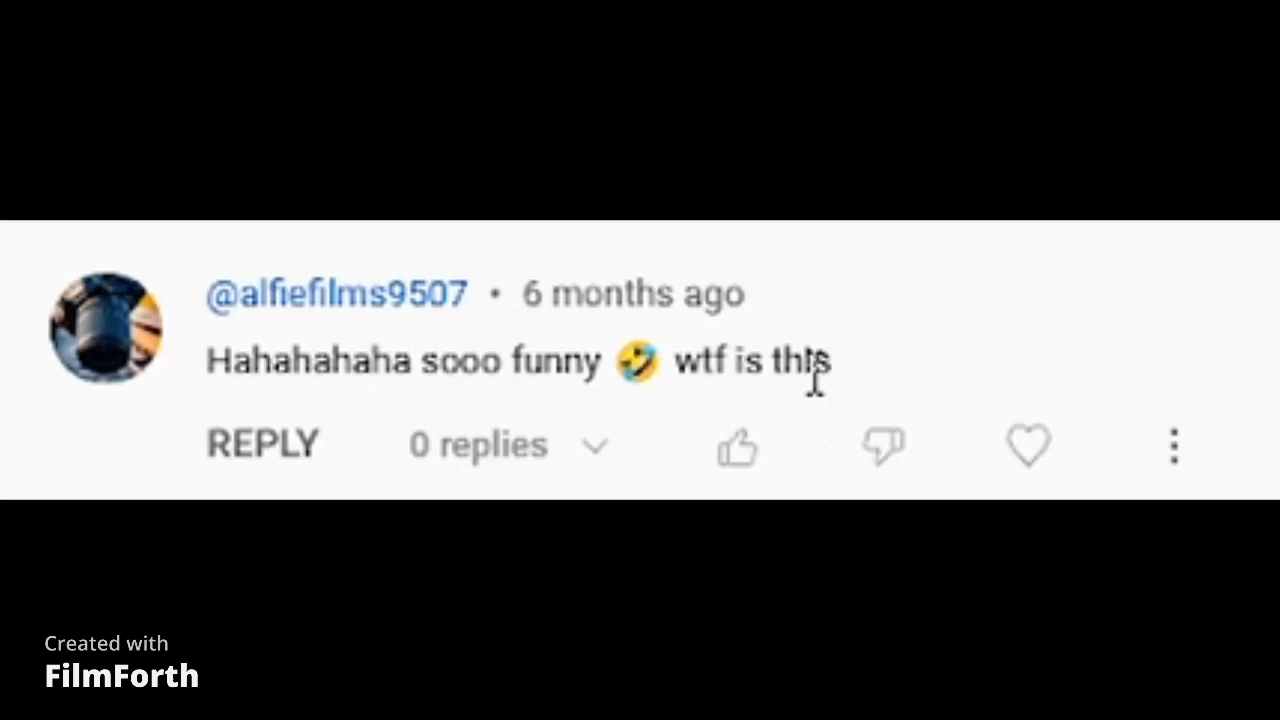 @alfiefilms9507 • 6 months ago
Hahahahaha sooo funny 🤣 wtf is this
REPLY 0 replies
Created with
FilmForth